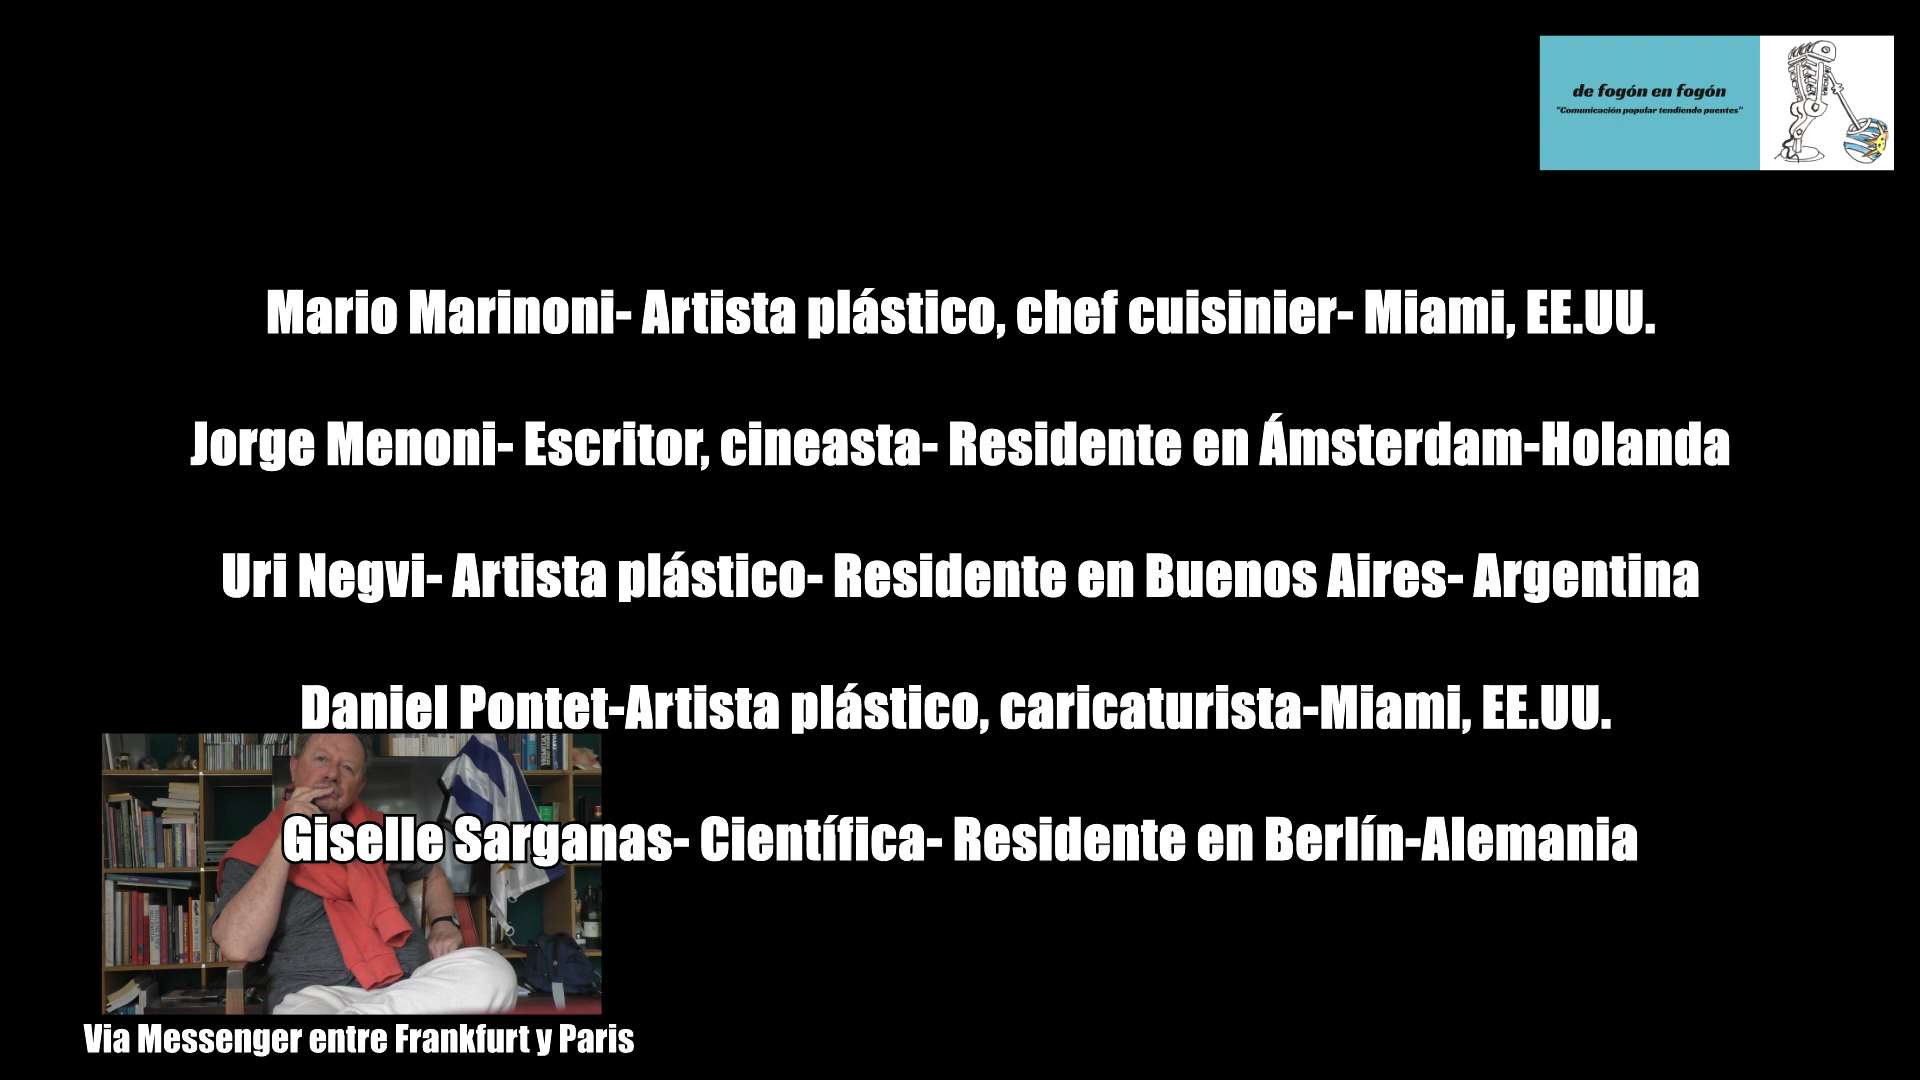 de fogón en fogón
"Comunicación popular tendiendo puentes"
Mario Marinoni- Artista plástico, chef cuisinier- Miami, EE.UU.
Jorge Menoni- Escritor, cineasta- Residente en Ámsterdam-Holanda
Uri Negvi- Artista plástico- Residente en Buenos Aires- Argentina
Daniel Pontet-Artista plástico, caricaturista-Miami, EE.UU.
Giselle Sarganas- Científica- Residente en Berlín-Alemania
Via Messenger entre Frankfurt y Paris